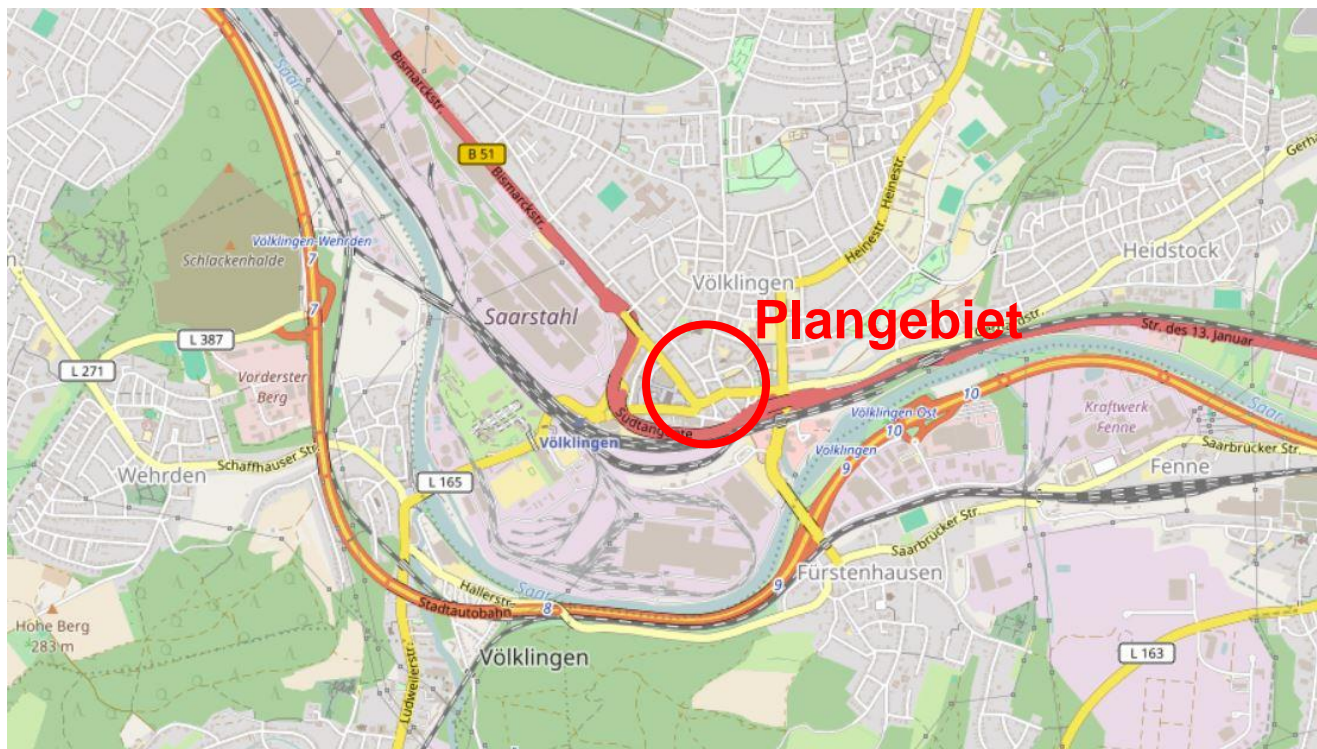 Saar
Bismarckstr.
B 51
Bismarckstr.
Heinestr.
Heinestr.
Gerh
Völklingen-Wehrden
7
Schlackenhalde
7
Heidstock
Völklingen
Saarstahl
Plangebiet
Str. des 13. Januar
L 387
L 271
Vorderster
Berg
Südtangente
Völklingen
Völklingen Ost
10
10
Völklingen
9
Kraftwerk
Fenne
Saar
Saarbrücker Str.
Fenne
Schaffhauser Str.
Wehrden
L 165
Saarbrücker Str.
Fürstenhausen
9
Hallerstr.
Saar
8
Stadtautobahn
Hohe Berg
283 m
Völklingen
Ludweilerstr.
L 163